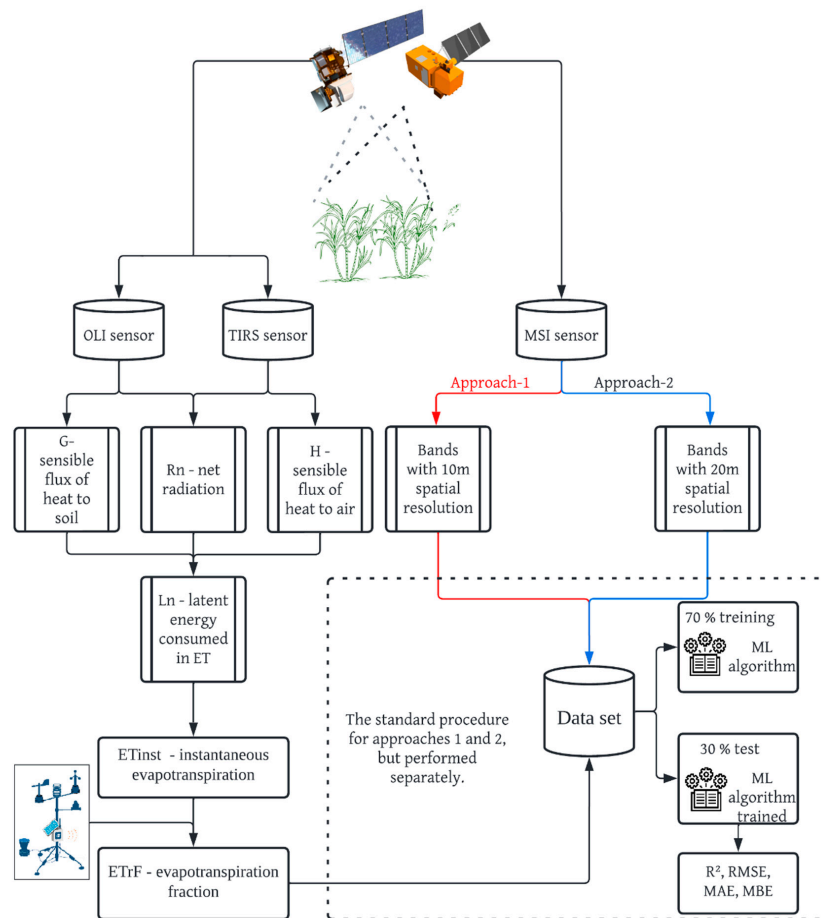 OLI sensor
TIRS sensor
MSI sensor
Approach-1
Approach-2
G-
sensible
flux of
heat to
soil
Rn - net
radiation
H -
sensible
flux of
heat to air
Bands
with 10m
spatial
resolution
Bands
with 20m
spatial
resolution
Ln - latent
energy
consumed
in ET
70 % treining
ML
algorithm
Data set
The standard procedure
for approaches 1 and 2,
but performed
separately.
30 % test
ML
algorithm
trained
ETinst - instantaneous
evapotranspiration
ETrF - evapotranspiration
fraction
R², RMSE,
MAE, MBE